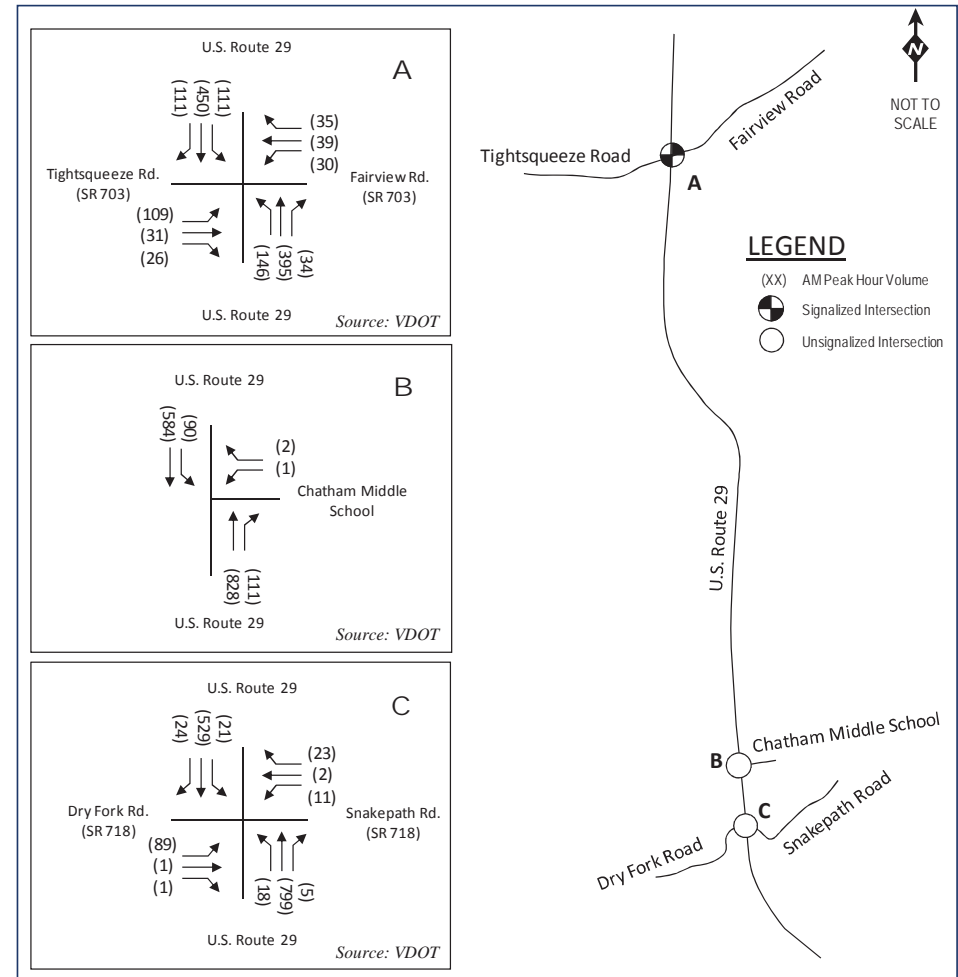 U.S. Route 29
A
(111) (450) (111)
(35)
(39)
(30)
Tightsqueeze Rd.
(SR 703)
Fairview Rd.
(SR 703)
(109)
(31)
(26)
(146) (395) (34)
U.S. Route 29
Source: VDOT
U.S. Route 29
B
(584) (90)
(2)
(1)
Chatham Middle
School
(828) (111)
U.S. Route 29
Source: VDOT
U.S. Route 29
C
(24) (529) (21)
(23)
(2)
(11)
Dry Fork Rd.
(SR 718)
Snakepath Rd.
(SR 718)
(89)
(1)
(1)
(18) (799) (5)
U.S. Route 29
Source: VDOT
N
NOT TO
SCALE
Fairview Road
Tightsqueeze Road
A
LEGEND
(XX) AM Peak Hour Volume
Signalized Intersection
Unsignalized Intersection
U.S. Route 29
Chatham Middle School
B
C
Snakepath Road
Dry Fork Road